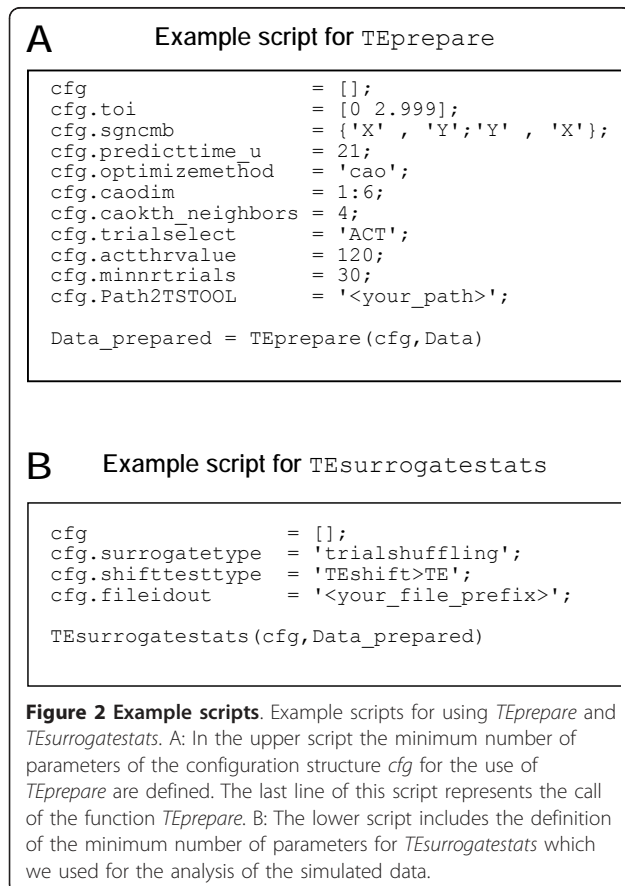 A Example script for TEprepare
cfg = [];
cfg.toi = [0 2.999];
cfg.sgncmb = {'X' , 'Y';'Y' , 'X'};
cfg.predicttime_u = 21;
cfg.optimizemethod = 'cao';
cfg.caodim = 1:6;
cfg.caokth_neighbors = 4;
cfg.trialselect = 'ACT';
cfg.actthrvalue = 120;
cfg.minnrtrials = 30;
cfg.Path2TSTOOL = '<your_path>';
Data_prepared = TEprepare(cfg,Data)
B Example script for TEsurrogatestats
cfg = [];
cfg.surrogatetype = 'trialshuffling';
cfg.shifttesttype = 'TEshift>TE';
cfg.fileidout = '<your_file_prefix>';
TEsurrogatestats(cfg,Data_prepared)
Figure 2 Example scripts. Example scripts for using TEprepare and
TEsurrogatestats. A: In the upper script the minimum number of
parameters of the configuration structure cfg for the use of
TEprepare are defined. The last line of this script represents the call
of the function TEprepare. B: The lower script includes the definition
of the minimum number of parameters for TEsurrogatestats which
we used for the analysis of the simulated data.